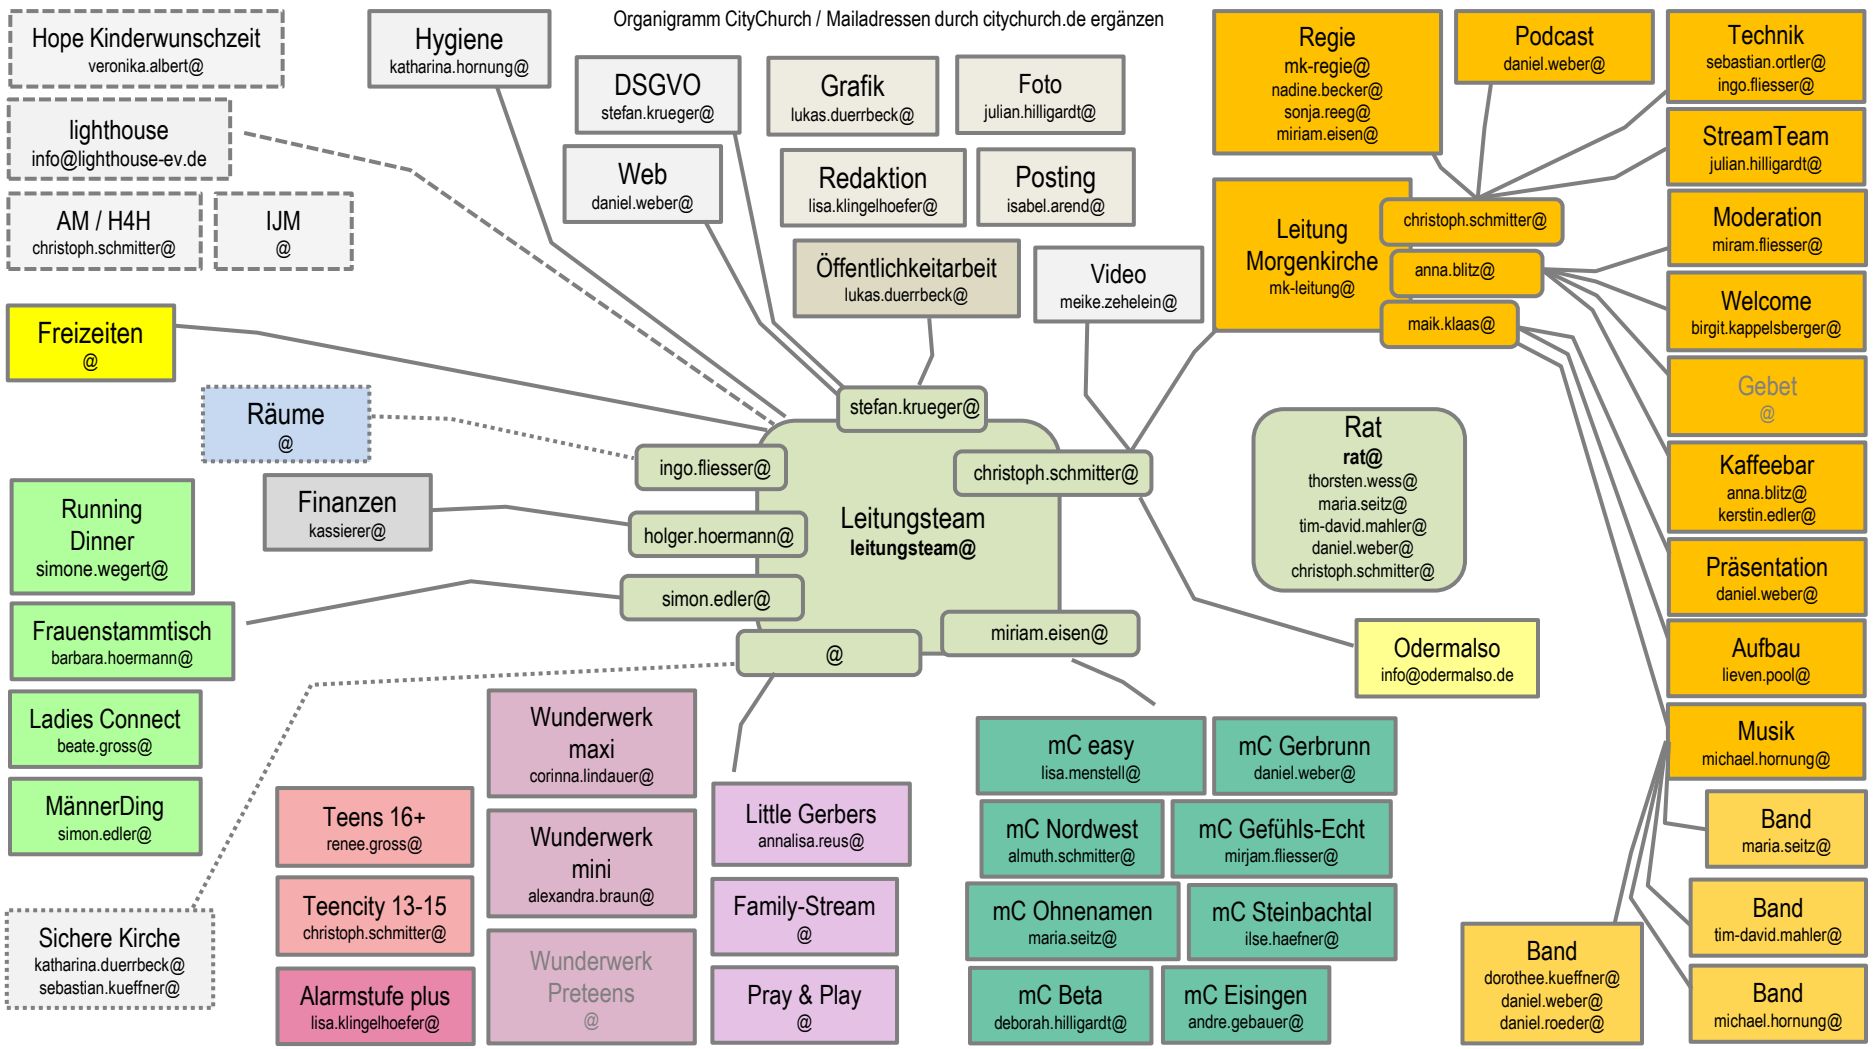 Organigramm CityChurch / Mailadressen durch citychurch.de ergänzen
Hope Kinderwunschzeit
veronika.albert@
lighthouse
info@lighthouse-ev.de
AM / H4H
christoph.schmitter@
IJM
@
Hygiene
katharina.hornung@
DSGVO
stefan.krueger@
Web
daniel.weber@
Grafik
lukas.duerrbeck@
Foto
julian.hilligardt@
Redaktion
lisa.klingelhoefer@
Posting
isabel.arend@
Öffentlichkeitarbeit
lukas.duerrbeck@
Video
meike.zehelein@
Regie
mk-regie@
nadine.becker@
sonja.reeg@
miriam.eisen@
Podcast
daniel.weber@
Technik
sebastian.ortler@
ingo.fliesser@
StreamTeam
julian.hilligardt@
Leitung
Morgenkirche
mk-leitung@
christoph.schmitter@
anna.blitz@
maik.klaas@
Moderation
miram.fliesser@
Welcome
birgit.kappelsberger@
Gebet
@
Kaffeebar
anna.blitz@
kerstin.edler@
Präsentation
daniel.weber@
Aufbau
lieven.pool@
Musik
michael.hornung@
Band
maria.seitz@
Band
tim-david.mahler@
Band
michael.hornung@
Band
dorothee.kueffner@
daniel.weber@
daniel.roeder@
Freizeiten
@
Räume
@
Finanzen
kassierer@
Leitungsteam
leitungsteam@
stefan.krueger@
ingo.fliesser@
holger.hoermann@
simon.edler@
@
christoph.schmitter@
miriam.eisen@
Rat
rat@
thorsten.wess@
maria.seitz@
tim-david.mahler@
daniel.weber@
christoph.schmitter@
Odermalso
info@odermalso.de
Running
Dinner
simone.wegert@
Frauenstammtisch
barbara.hoermann@
Ladies Connect
beate.gross@
MännerDing
simon.edler@
Sichere Kirche
katharina.duerrbeck@
sebastian.kueffner@
Teens 16+
renee.gross@
Teencity 13-15
christoph.schmitter@
Alarmstufe plus
lisa.klingelhoefer@
Wunderwerk
maxi
corinna.lindauer@
Wunderwerk
mini
alexandra.braun@
Wunderwerk
Preteens
@
Little Gerbers
annalisa.reus@
Family-Stream
@
Pray & Play
@
mC easy
lisa.menstell@
mC Gerbrunn
daniel.weber@
mC Nordwest
almuth.schmitter@
mC Gefühls-Echt
mirjam.fliesser@
mC Ohnenamen
maria.seitz@
mC Steinbachtal
ilse.haefner@
mC Beta
deborah.hilligardt@
mC Eisingen
andre.gebauer@